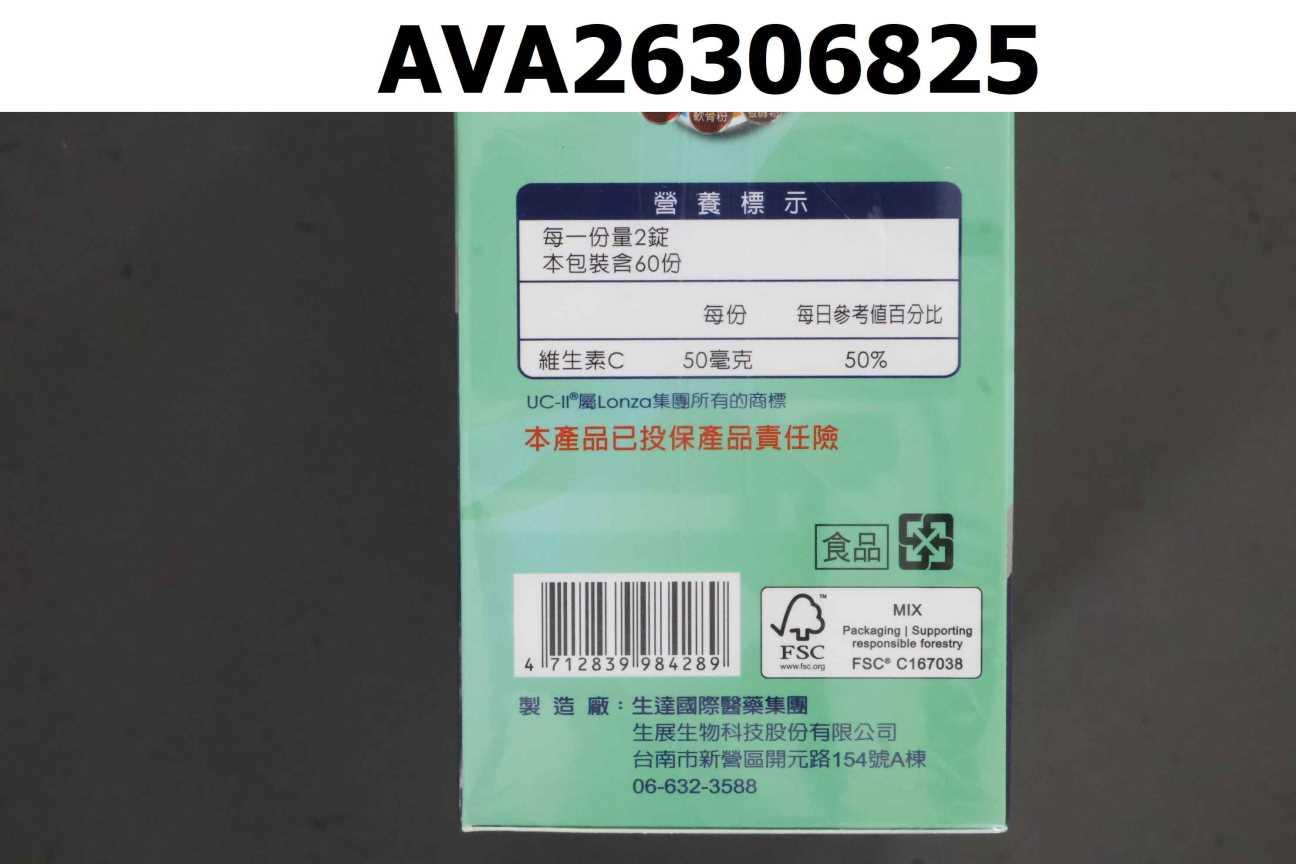 AVA26306825
軟骨粉
營養標示
每一份量2錠
本包裝含60份
每份 每日參考值百分比
維生素C 50毫克 50%
UC-II®屬Lonza集團所有的商標
本產品已投保產品責任險
食品
4 712839 984289
FSC
www.fsc.org
MIX
Packaging | Supporting
responsible forestry
FSC® C167038
製造廠：生達國際醫藥集團
生展生物科技股份有限公司
台南市新營區開元路154號A棟
06-632-3588